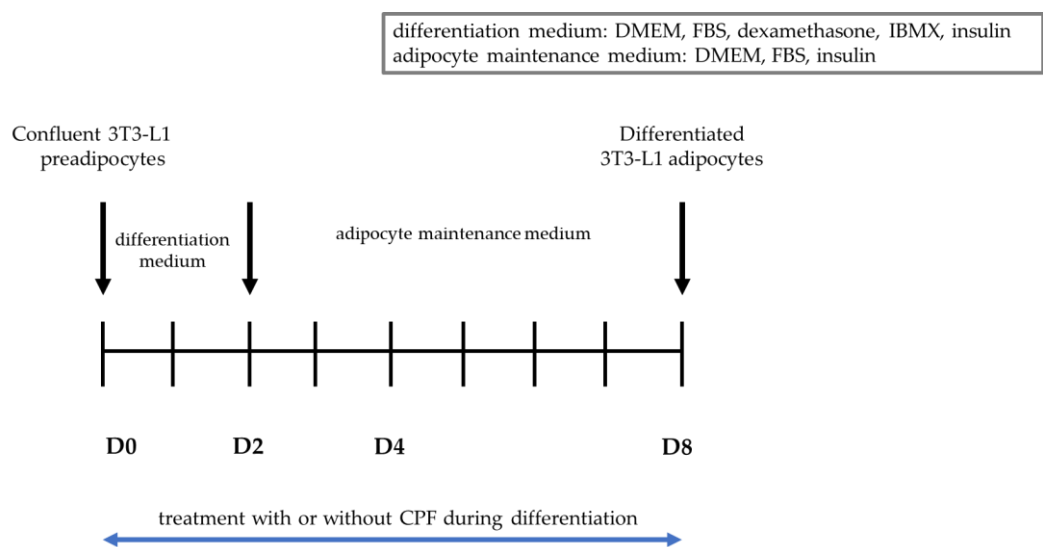 differentiation medium: DMEM, FBS, dexamethasone, IBMX, insulin
adipocyte maintenance medium: DMEM, FBS, insulin
Confluent 3T3-L1
preadipocytes
Differentiated
3T3-L1 adipocytes
differentiation
medium
adipocyte maintenance medium
D0
D2
D4
D8
treatment with or without CPF during differentiation